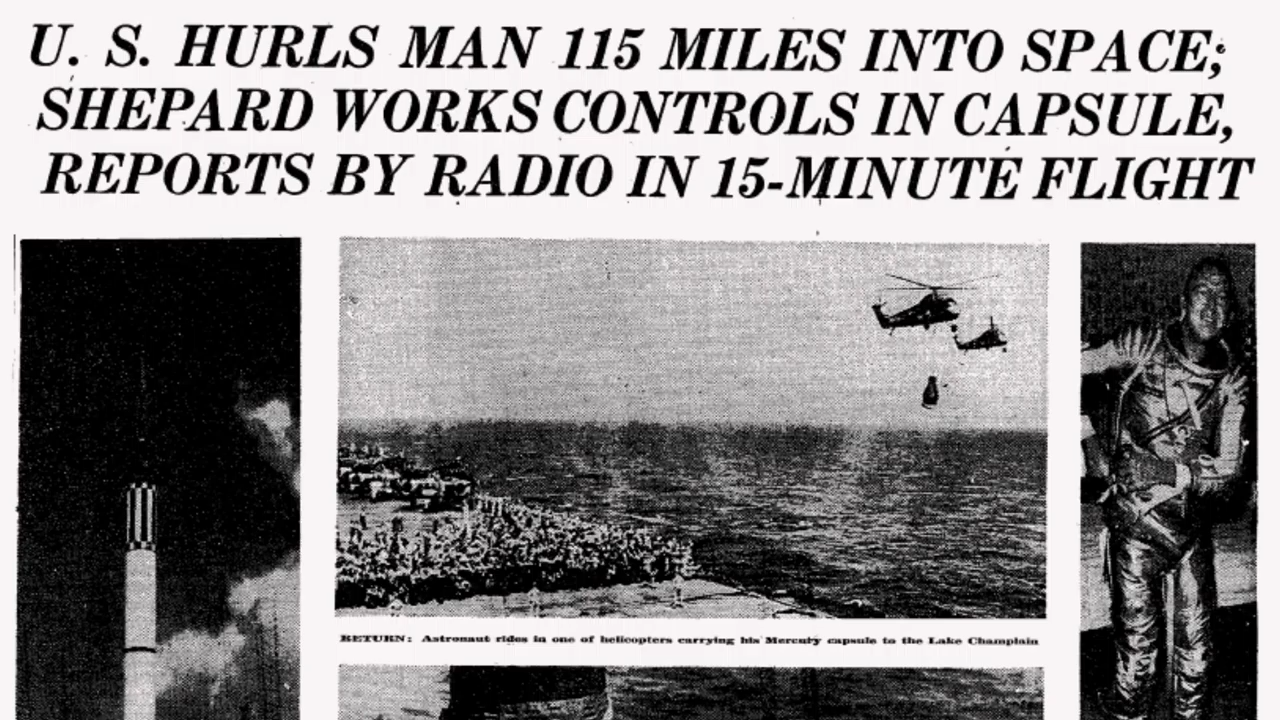 U. S. HURLS MAN 115 MILES INTO SPACE;
SHEPARD WORKS CONTROLS IN CAPSULE,
REPORTS BY RADIO IN 15-MINUTE FLIGHT
RETURN: Astronaut rides in one of helicopters carrying his Mercury capsule to the Lake Champlain